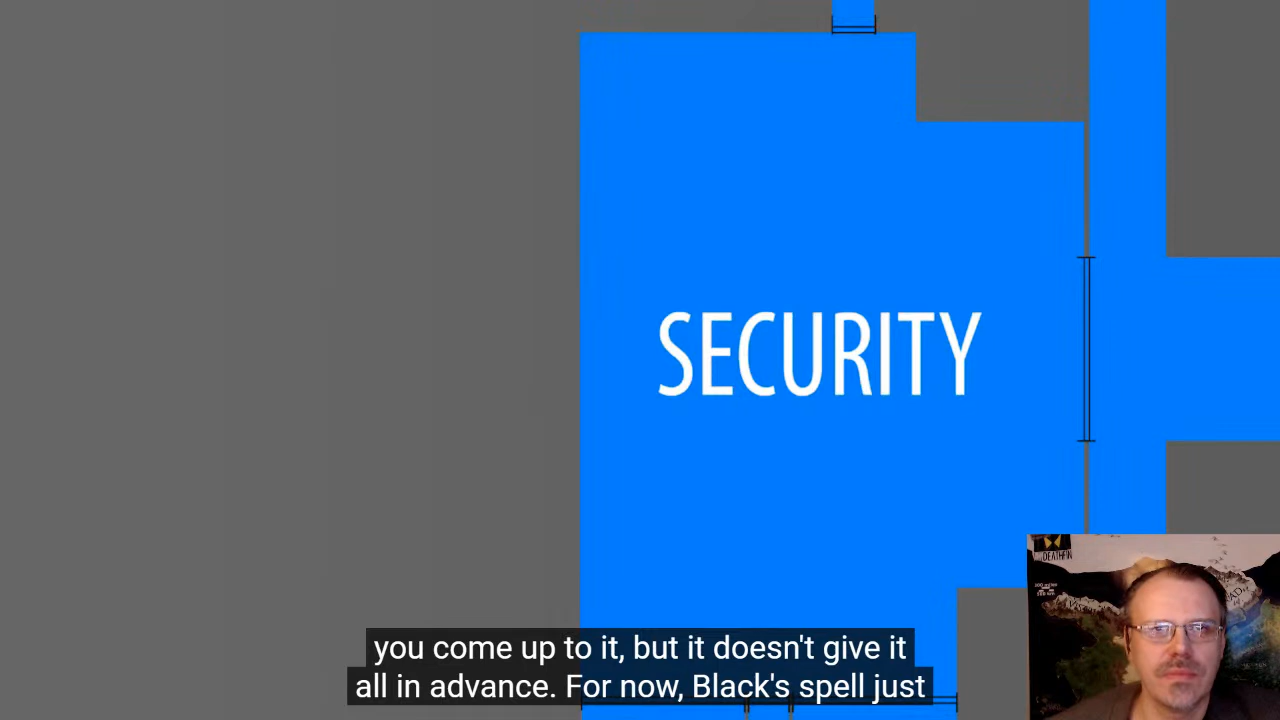 SECURITY
DEATHFIN
you come up to it, but it doesn't give it
all in advance. For now, Black's spell just